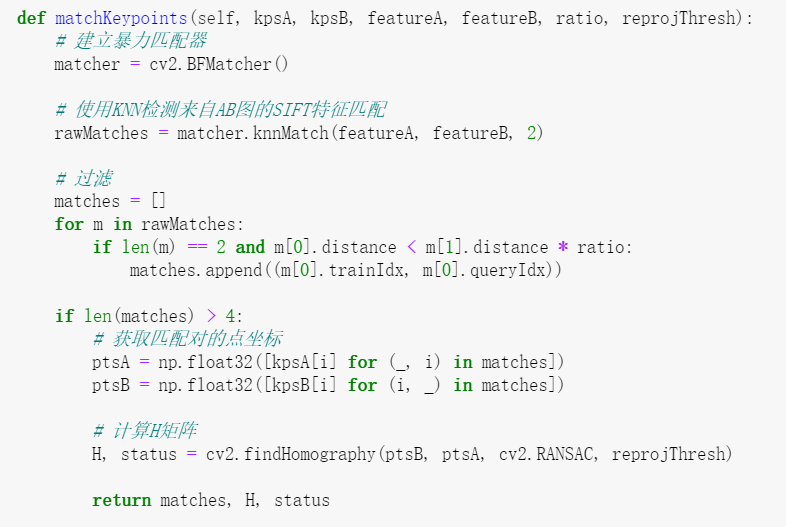 def matchKeypoints(self, kpsA, kpsB, featureA, featureB, ratio, reprojThresh):
    # 建立暴力匹配器
    matcher = cv2.BFMatcher()

    # 使用KNN检测来自AB图的SIFT特征匹配
    rawMatches = matcher.knnMatch(featureA, featureB, 2)

    # 过滤
    matches = []
    for m in rawMatches:
        if len(m) == 2 and m[0].distance < m[1].distance * ratio:
            matches.append((m[0].trainIdx, m[0].queryIdx))

    if len(matches) > 4:
        # 获取匹配对的点坐标
        ptsA = np.float32([kpsA[i] for (_, i) in matches])
        ptsB = np.float32([kpsB[i] for (i, _) in matches])

        # 计算H矩阵
        H, status = cv2.findHomography(ptsB, ptsA, cv2.RANSAC, reprojThresh)

        return matches, H, status